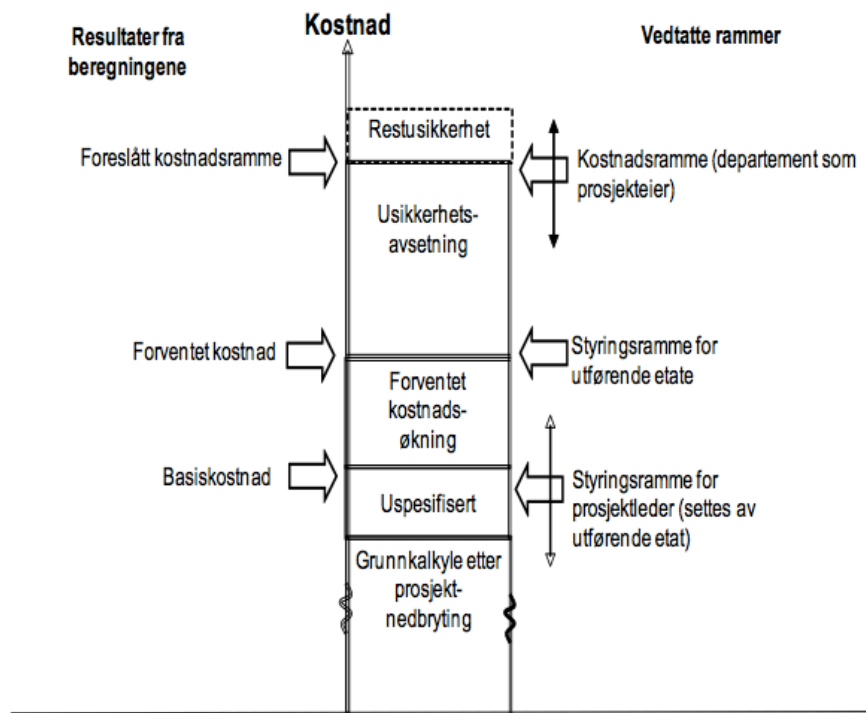 Kostnad
Resultater fra
beregningene
Vedtatte rammer
Restusikkerhet
Foreslått kostnadsramme
Kostnadsramme (departement som
prosjekteier)
Usikkerhets-
avsetning
Forventet kostnad
Styringsramme for
utførende etate
Forventet
kostnads-
økning
Basiskostnad
Styringsramme for
prosjektleder (settes av
utførende etat)
Uspesifisert
Grunnkalkyle etter
prosjekt-
nedbryting